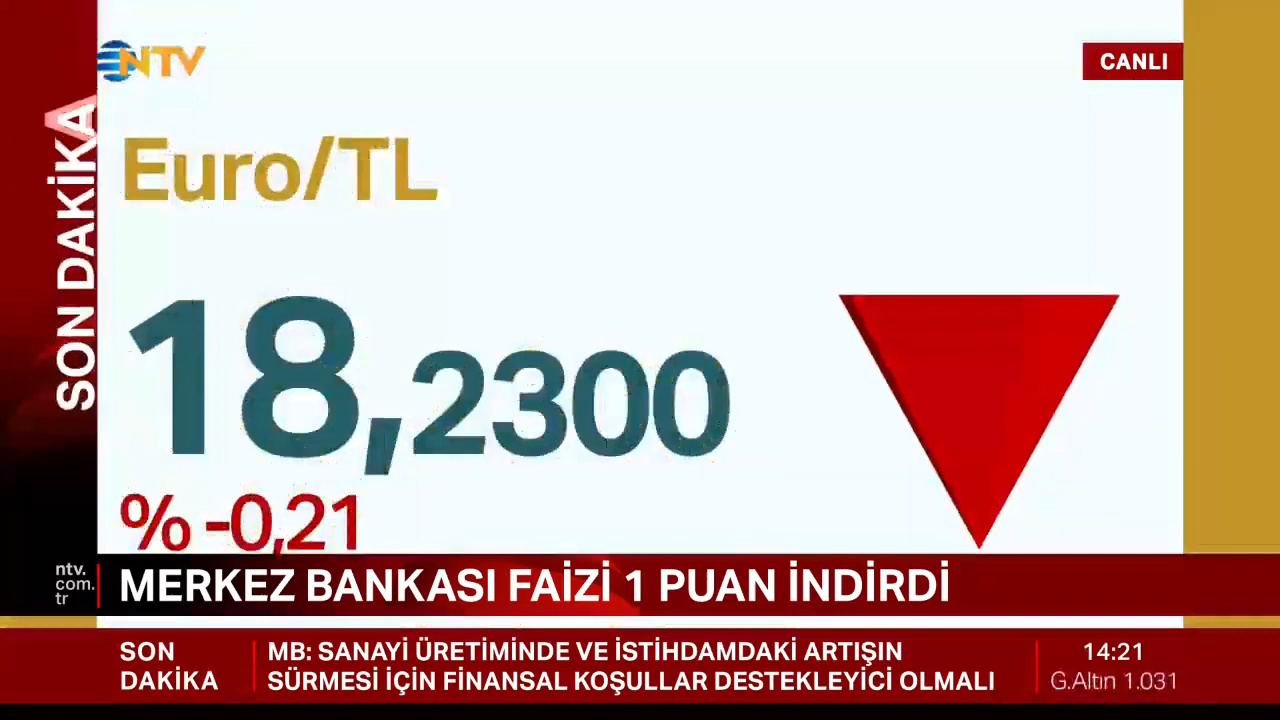 NTV
CANLI
SON DAKİKA
Euro/TL
18,2300
% -0,21
ntv.
com.
tr
MERKEZ BANKASI FAİZİ 1 PUAN İNDİRDİ
SON
DAKİKA
MB: SANAYİ ÜRETİMİNDE VE İSTİHDAMDAKİ ARTIŞIN
SÜRMESİ İÇİN FİNANSAL KOŞULLAR DESTEKLEYİCİ OLMALI
14:21
G.Altın 1.031